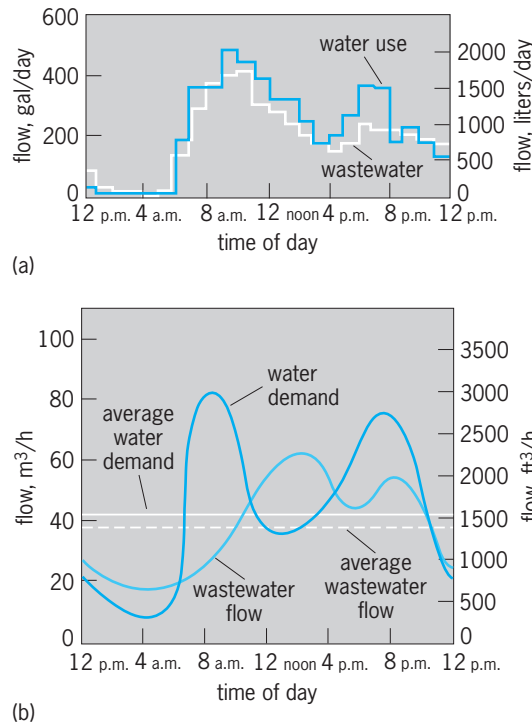 600
400
200
0
flow, gal/day
2000
1500
1000
500
0
flow, liters/day
water use
wastewater
12 p.m. 4 a.m. 8 a.m. 12 noon 4 p.m. 8 p.m. 12 p.m.
time of day
(a)
100
80
60
40
20
0
flow, m³/h
3500
3000
2500
2000
1500
1000
500
0
flow, ft³/h
water
demand
average
water
demand
wastewater
flow
average
wastewater
flow
12 p.m. 4 a.m. 8 a.m. 12 noon 4 p.m. 8 p.m. 12 p.m.
time of day
(b)